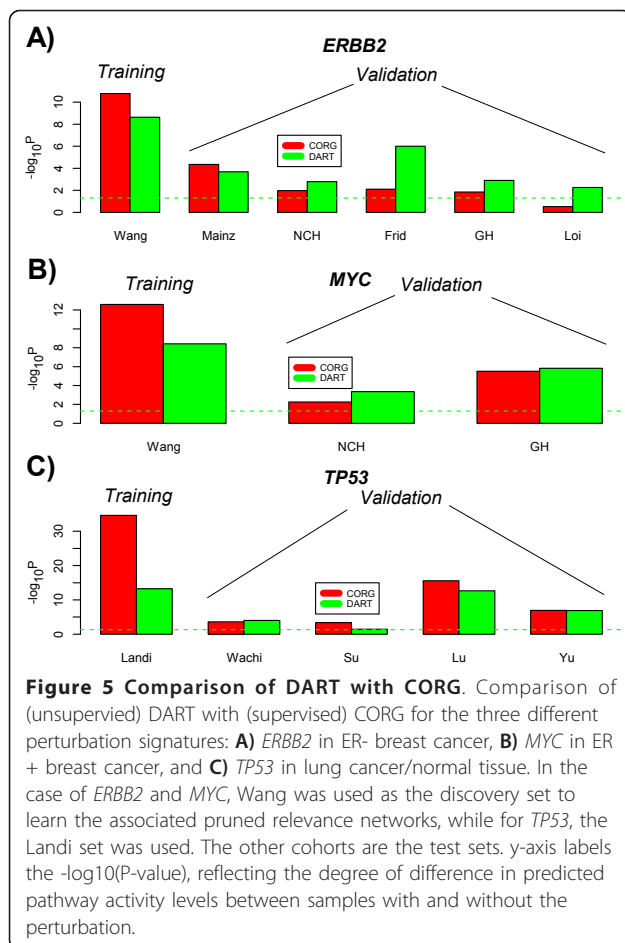 A)
ERBB2
Training
Validation
-log10P
10
8
6
4
2
0
CORG
DART
Wang Mainz NCH Frid GH Loi
B)
MYC
Training
Validation
-log10P
12
8
6
4
2
0
CORG
DART
Wang NCH GH
C)
TP53
Training
Validation
-log10P
30
20
10
0
CORG
DART
Landi Wachi Su Lu Yu
Figure 5 Comparison of DART with CORG. Comparison of
(unsupervied) DART with (supervised) CORG for the three different
perturbation signatures: A) ERBB2 in ER- breast cancer, B) MYC in ER
+ breast cancer, and C) TP53 in lung cancer/normal tissue. In the
case of ERBB2 and MYC, Wang was used as the discovery set to
learn the associated pruned relevance networks, while for TP53, the
Landi set was used. The other cohorts are the test sets. y-axis labels
the -log10(P-value), reflecting the degree of difference in predicted
pathway activity levels between samples with and without the
perturbation.